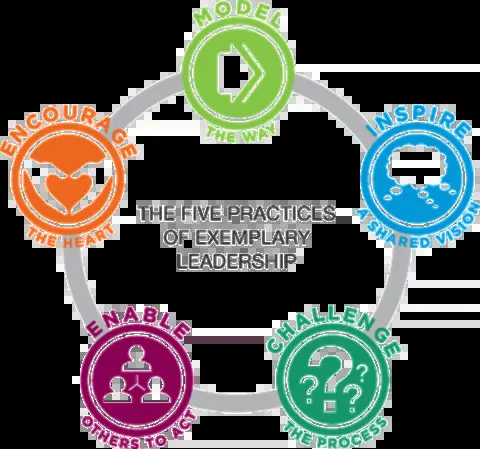 MODEL
THE WAY
INSPIRE
A SHARED VISION
CHALLENGE
THE PROCESS
ENABLE
OTHERS TO ACT
ENCOURAGE
THE HEART
THE FIVE PRACTICES
OF EXEMPLARY
LEADERSHIP